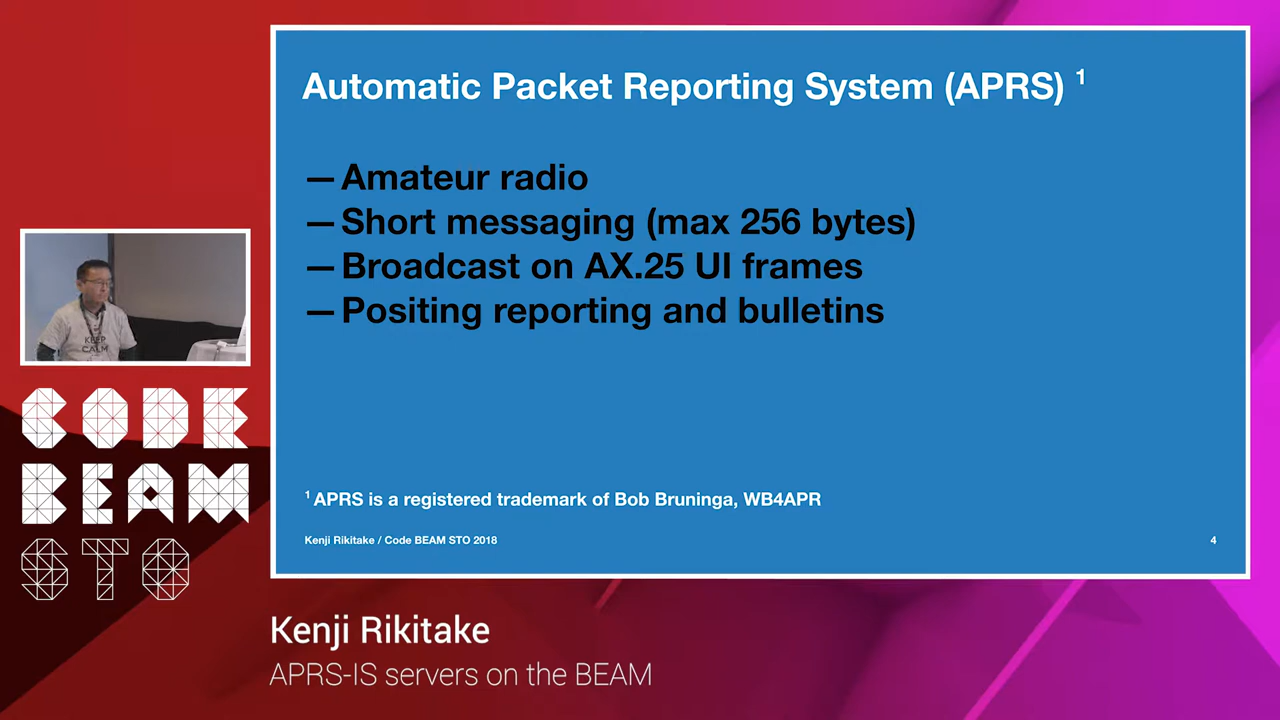 Automatic Packet Reporting System (APRS) 1
— Amateur radio
— Short messaging (max 256 bytes)
— Broadcast on AX.25 UI frames
— Positing reporting and bulletins
1 APRS is a registered trademark of Bob Bruninga, WB4APR
Kenji Rikitake / Code BEAM STO 2018
4
KEEP
CALM
CODE
BEAM
STO
Kenji Rikitake
APRS-IS servers on the BEAM